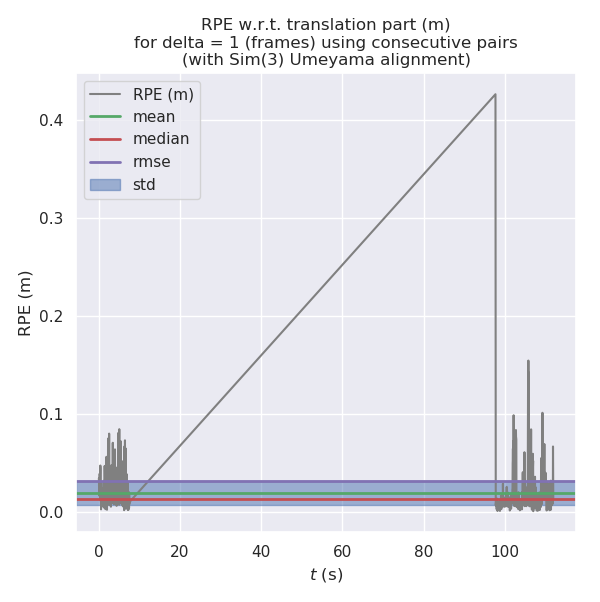 RPE w.r.t. translation part (m)
for delta = 1 (frames) using consecutive pairs
(with Sim(3) Umeyama alignment)
RPE (m)
mean
median
rmse
std
RPE (m)
0.4
0.3
0.2
0.1
0.0
0
20
40
60
80
100
t (s)